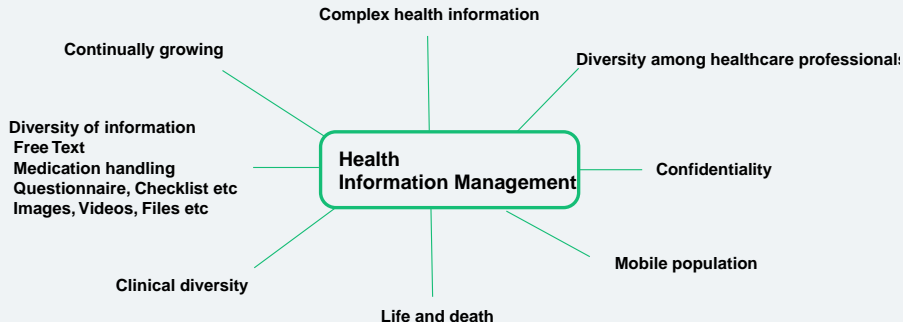 Complex health information
Continually growing
Diversity among healthcare professionals
Diversity of information
Free Text
Medication handling
Questionnaire, Checklist etc
Images, Videos, Files etc
Health
Information Management
Confidentiality
Mobile population
Clinical diversity
Life and death